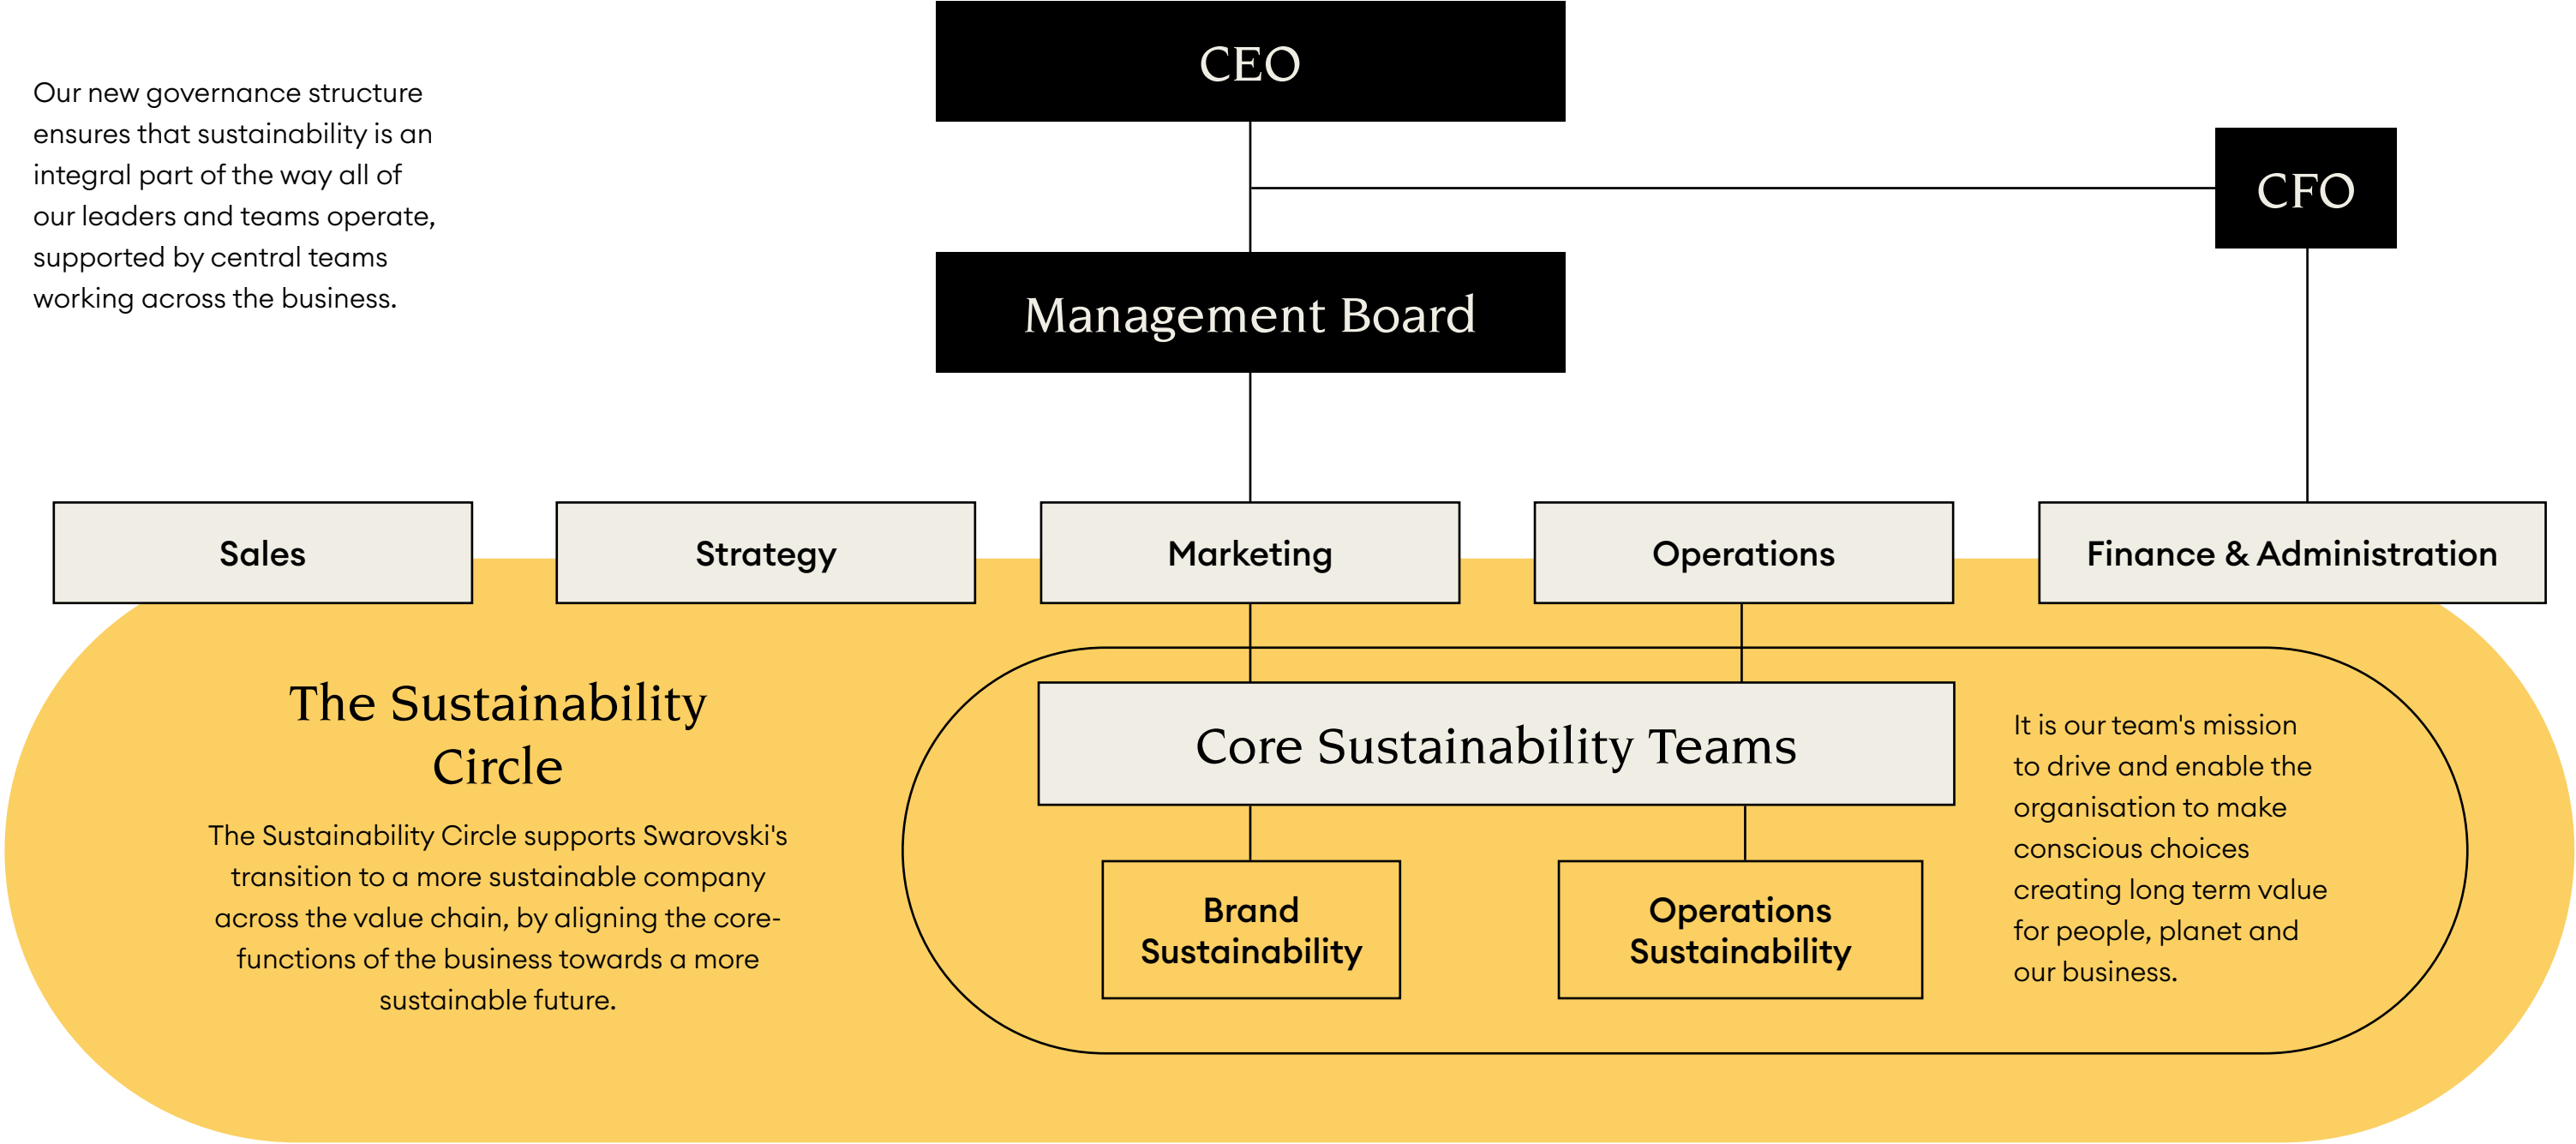 CEO
Our new governance structure
ensures that sustainability is an
integral part of the way all of
our leaders and teams operate,
supported by central teams
working across the business.
CFO
Management Board
Sales
Strategy
Marketing
Operations
Finance & Administration
The Sustainability
Circle
The Sustainability Circle supports Swarovski's
transition to a more sustainable company
across the value chain, by aligning the core-
functions of the business towards a more
sustainable future.
Core Sustainability Teams
Brand
Sustainability
Operations
Sustainability
It is our team's mission
to drive and enable the
organisation to make
conscious choices
creating long term value
for people, planet and
our business.